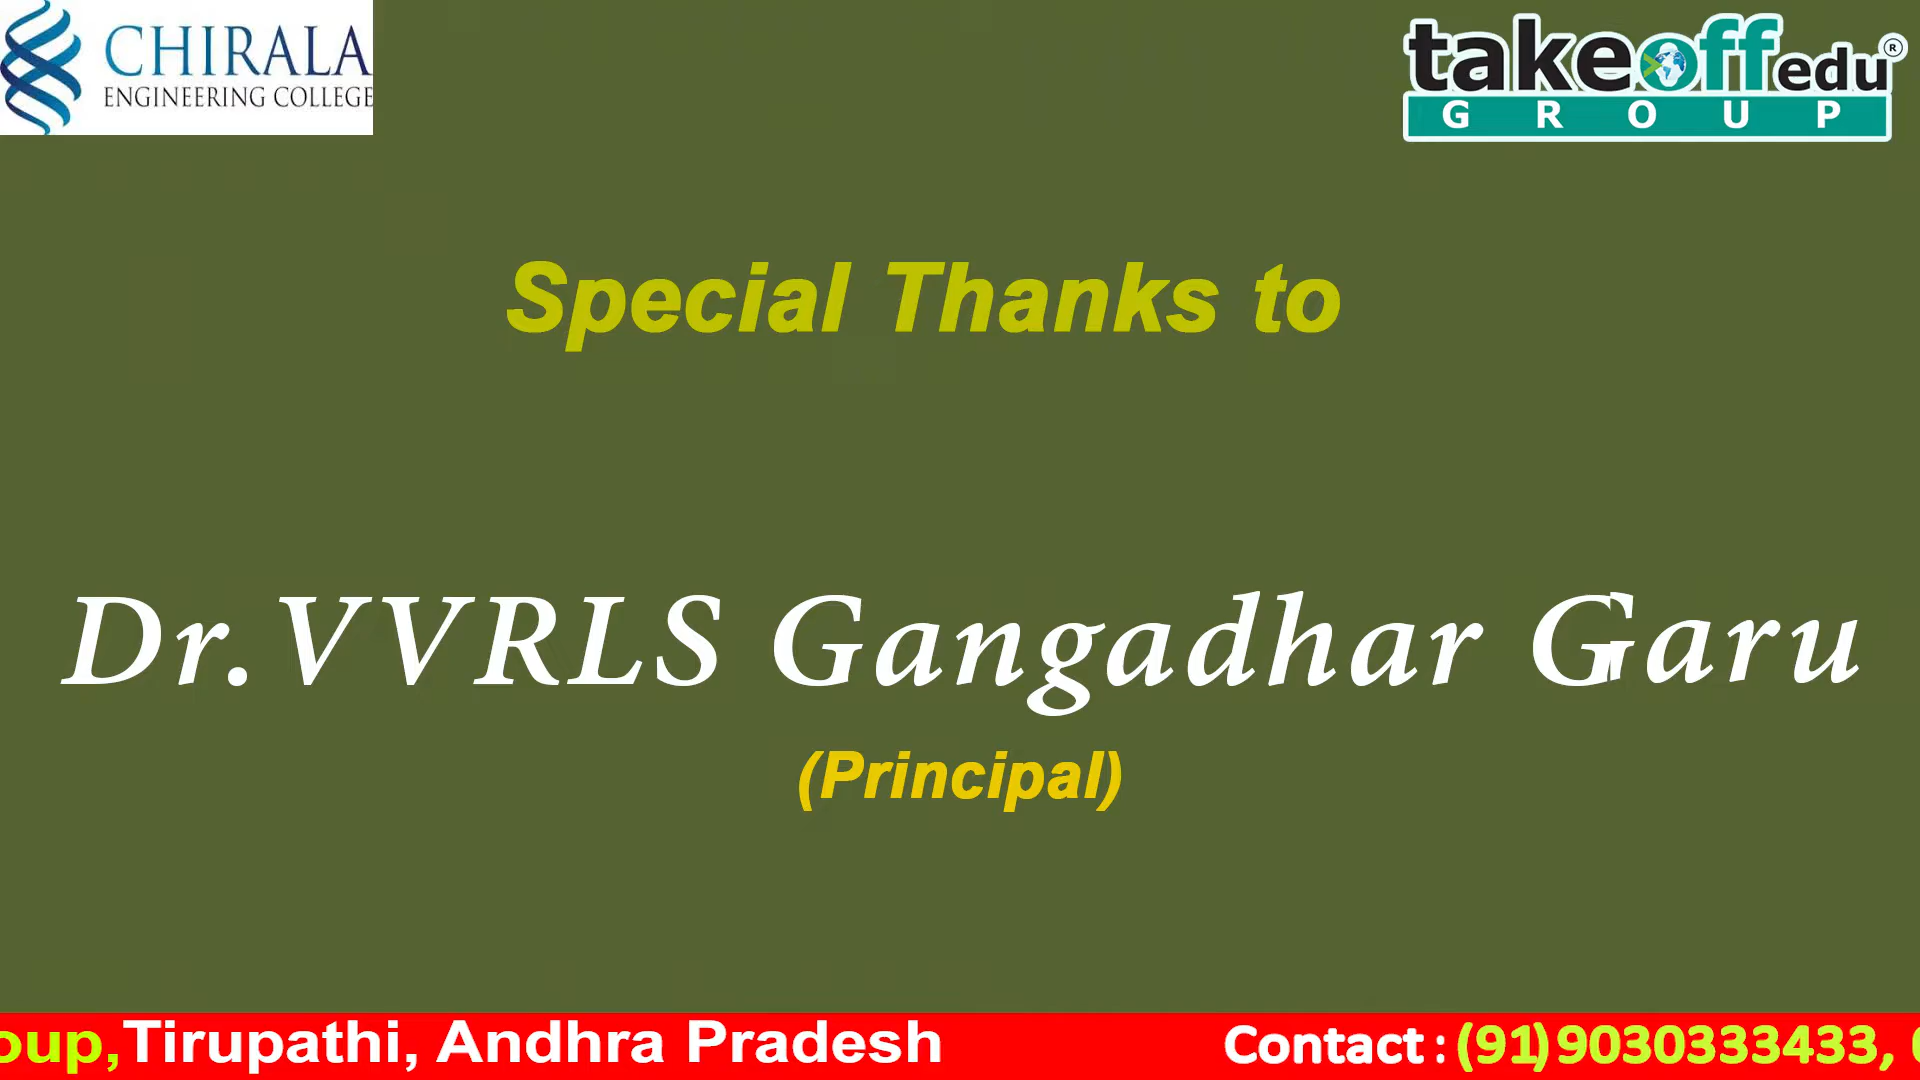 CHIRALA
ENGINEERING COLLEGE
takeoffedu®
GROUP
Special Thanks to
Dr.VVRLS Gangadhar Garu
(Principal)
oup,Tirupathi, Andhra Pradesh Contact : (91)9030333433,